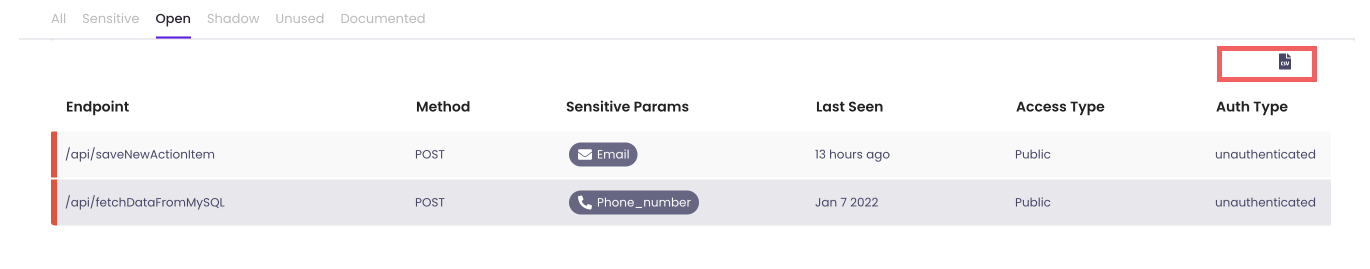 All Sensitive Open Shadow Unused Documented
CSV
Endpoint Method Sensitive Params Last Seen Access Type Auth Type
/api/saveNewActionItem POST Email 13 hours ago Public unauthenticated
/api/fetchDataFromMySQL POST Phone_number Jan 7 2022 Public unauthenticated